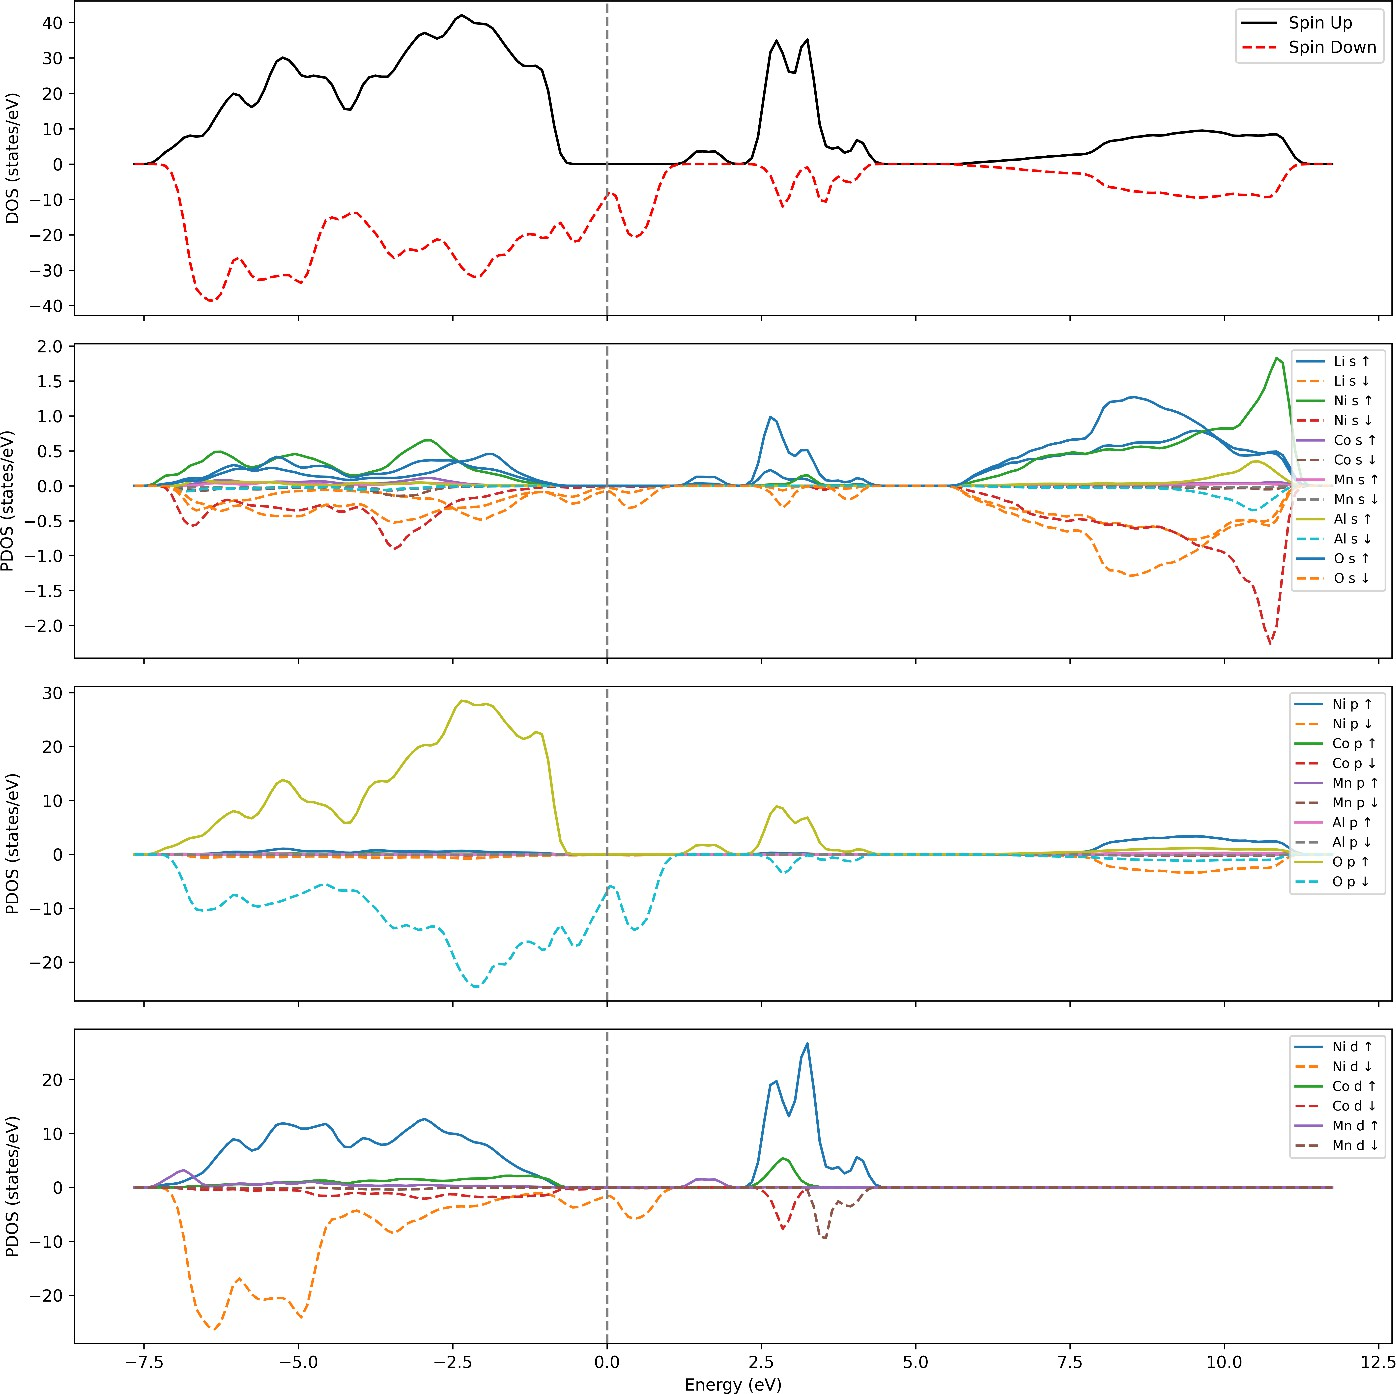 DOS (states/eV)
40
30
20
10
0
−10
−20
−30
−40
Spin Up
Spin Down
PDOS (states/eV)
2.0
1.5
1.0
0.5
0.0
−0.5
−1.0
−1.5
−2.0
Li s ↑
Li s ↓
Ni s ↑
Ni s ↓
Co s ↑
Co s ↓
Mn s ↑
Mn s ↓
Al s ↑
Al s ↓
O s ↑
O s ↓
PDOS (states/eV)
30
20
10
0
−10
−20
Ni p ↑
Ni p ↓
Co p ↑
Co p ↓
Mn p ↑
Mn p ↓
Al p ↑
Al p ↓
O p ↑
O p ↓
PDOS (states/eV)
20
10
0
−10
−20
Ni d ↑
Ni d ↓
Co d ↑
Co d ↓
Mn d ↑
Mn d ↓
−7.5 −5.0 −2.5 0.0 2.5 5.0 7.5 10.0 12.5
Energy (eV)